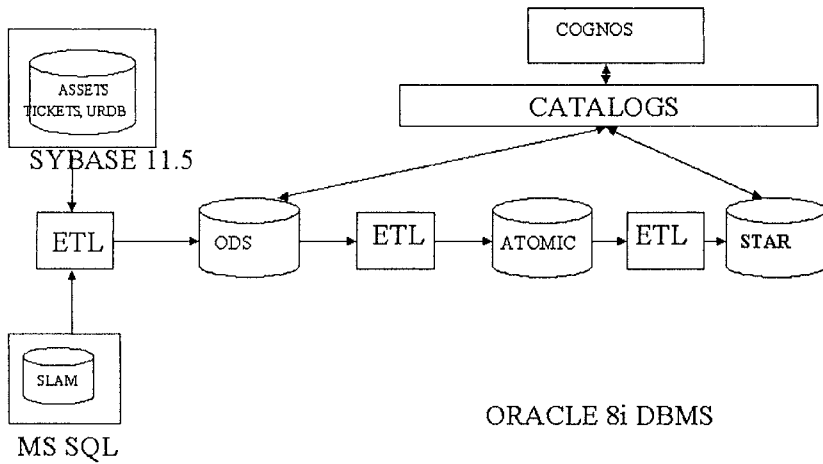 COGNOS
ASSETS
TICKETS, URDB
CATALOGS
SYBASE 11.5
ETL
ODS
ETL
ATOMIC
ETL
STAR
SLAM
ORACLE 8i DBMS
MS SQL